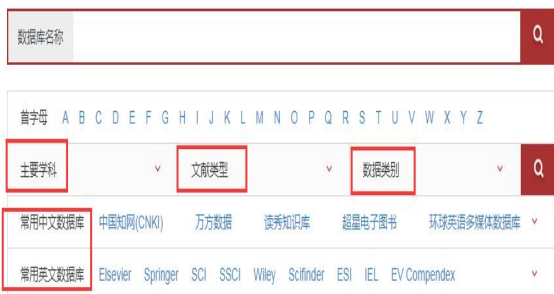 数据库名称
首字母 A B C D E F G H I J K L M N O P Q R S T U V W X Y Z
主要学科 文献类型 数据类别
常用中文数据库 中国知网(CNKI) 万方数据 读秀知识库 超星电子图书 环球英语多媒体数据库
常用英文数据库 Elsevier Springer SCI SSCI Wiley Scifinder ESI IEL EV Compendex